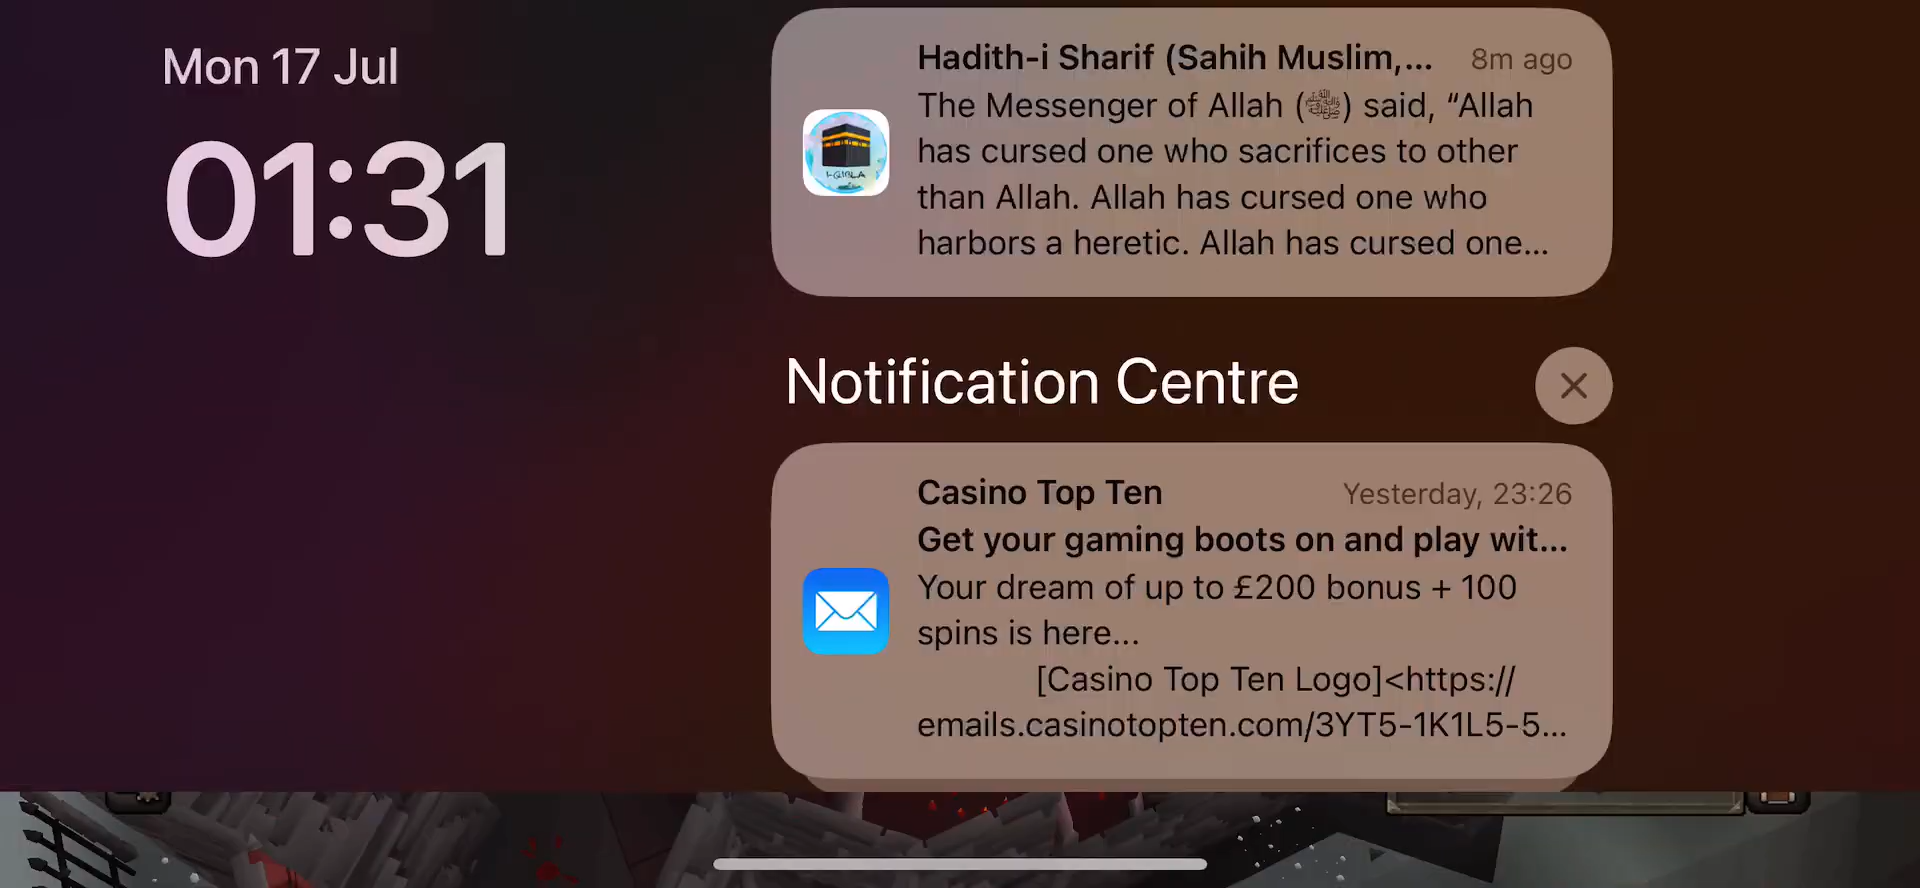 Mon 17 Jul
01:31
Hadith-i Sharif (Sahih Muslim,... 8m ago
The Messenger of Allah (ﷺ) said, “Allah
has cursed one who sacrifices to other
than Allah. Allah has cursed one who
harbors a heretic. Allah has cursed one...
I-QIBLA
Notification Centre
Casino Top Ten Yesterday, 23:26
Get your gaming boots on and play wit...
Your dream of up to £200 bonus + 100
spins is here...
[Casino Top Ten Logo]<https://
emails.casinotopten.com/3YT5-1K1L5-5...